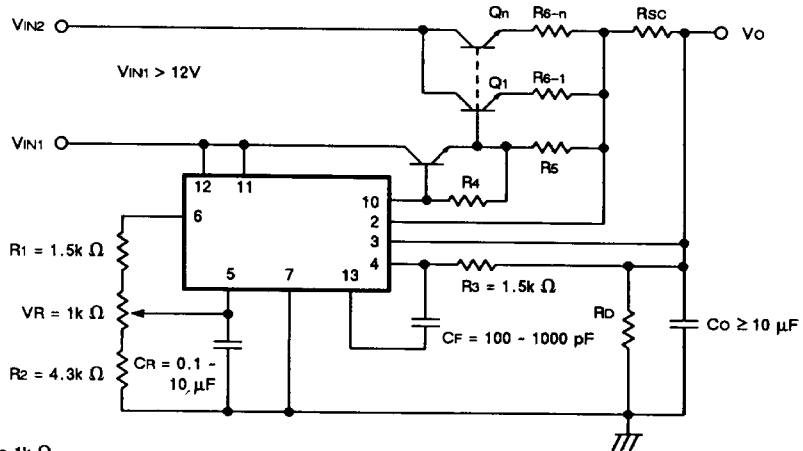 VIN2
Qn
R6-n
RSC
VO
VIN1 > 12V
Q1
R6-1
VIN1
R4
R5
12
11
6
10
2
3
4
5
7
13
R1 = 1.5k Ω
VR = 1k Ω
R2 = 4.3k Ω
CR = 0.1 ~
10 μF
R3 = 1.5k Ω
CF = 100 ~ 1000 pF
RD
CO ≥ 10 μF